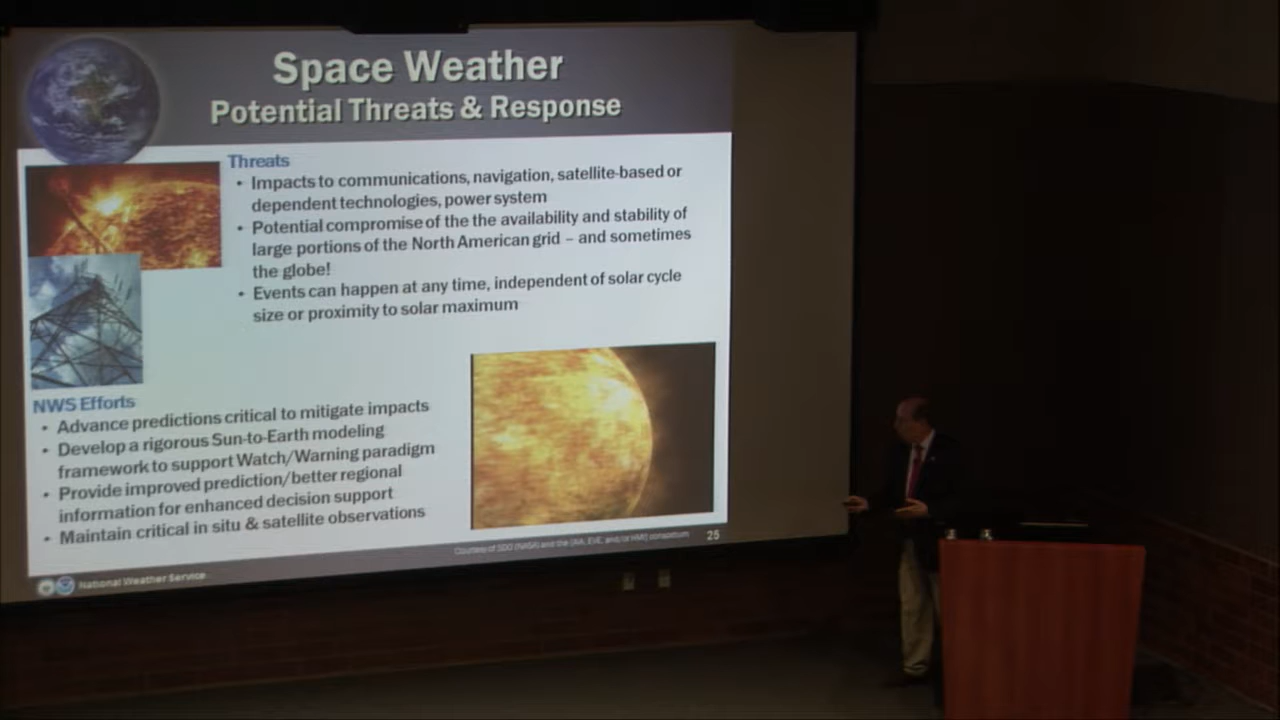 Space Weather
Potential Threats & Response
Threats
• Impacts to communications, navigation, satellite-based or
dependent technologies, power system
• Potential compromise of the the availability and stability of
large portions of the North American grid – and sometimes
the globe!
• Events can happen at any time, independent of solar cycle
size or proximity to solar maximum
NWS Efforts
• Advance predictions critical to mitigate impacts
• Develop a rigorous Sun-to-Earth modeling
framework to support Watch/Warning paradigm
• Provide improved prediction/better regional
information for enhanced decision support
• Maintain critical in situ & satellite observations
Courtesy of SDO (NASA) and the [AIA, EVE, and/or HMI] consortium
25
National Weather Service